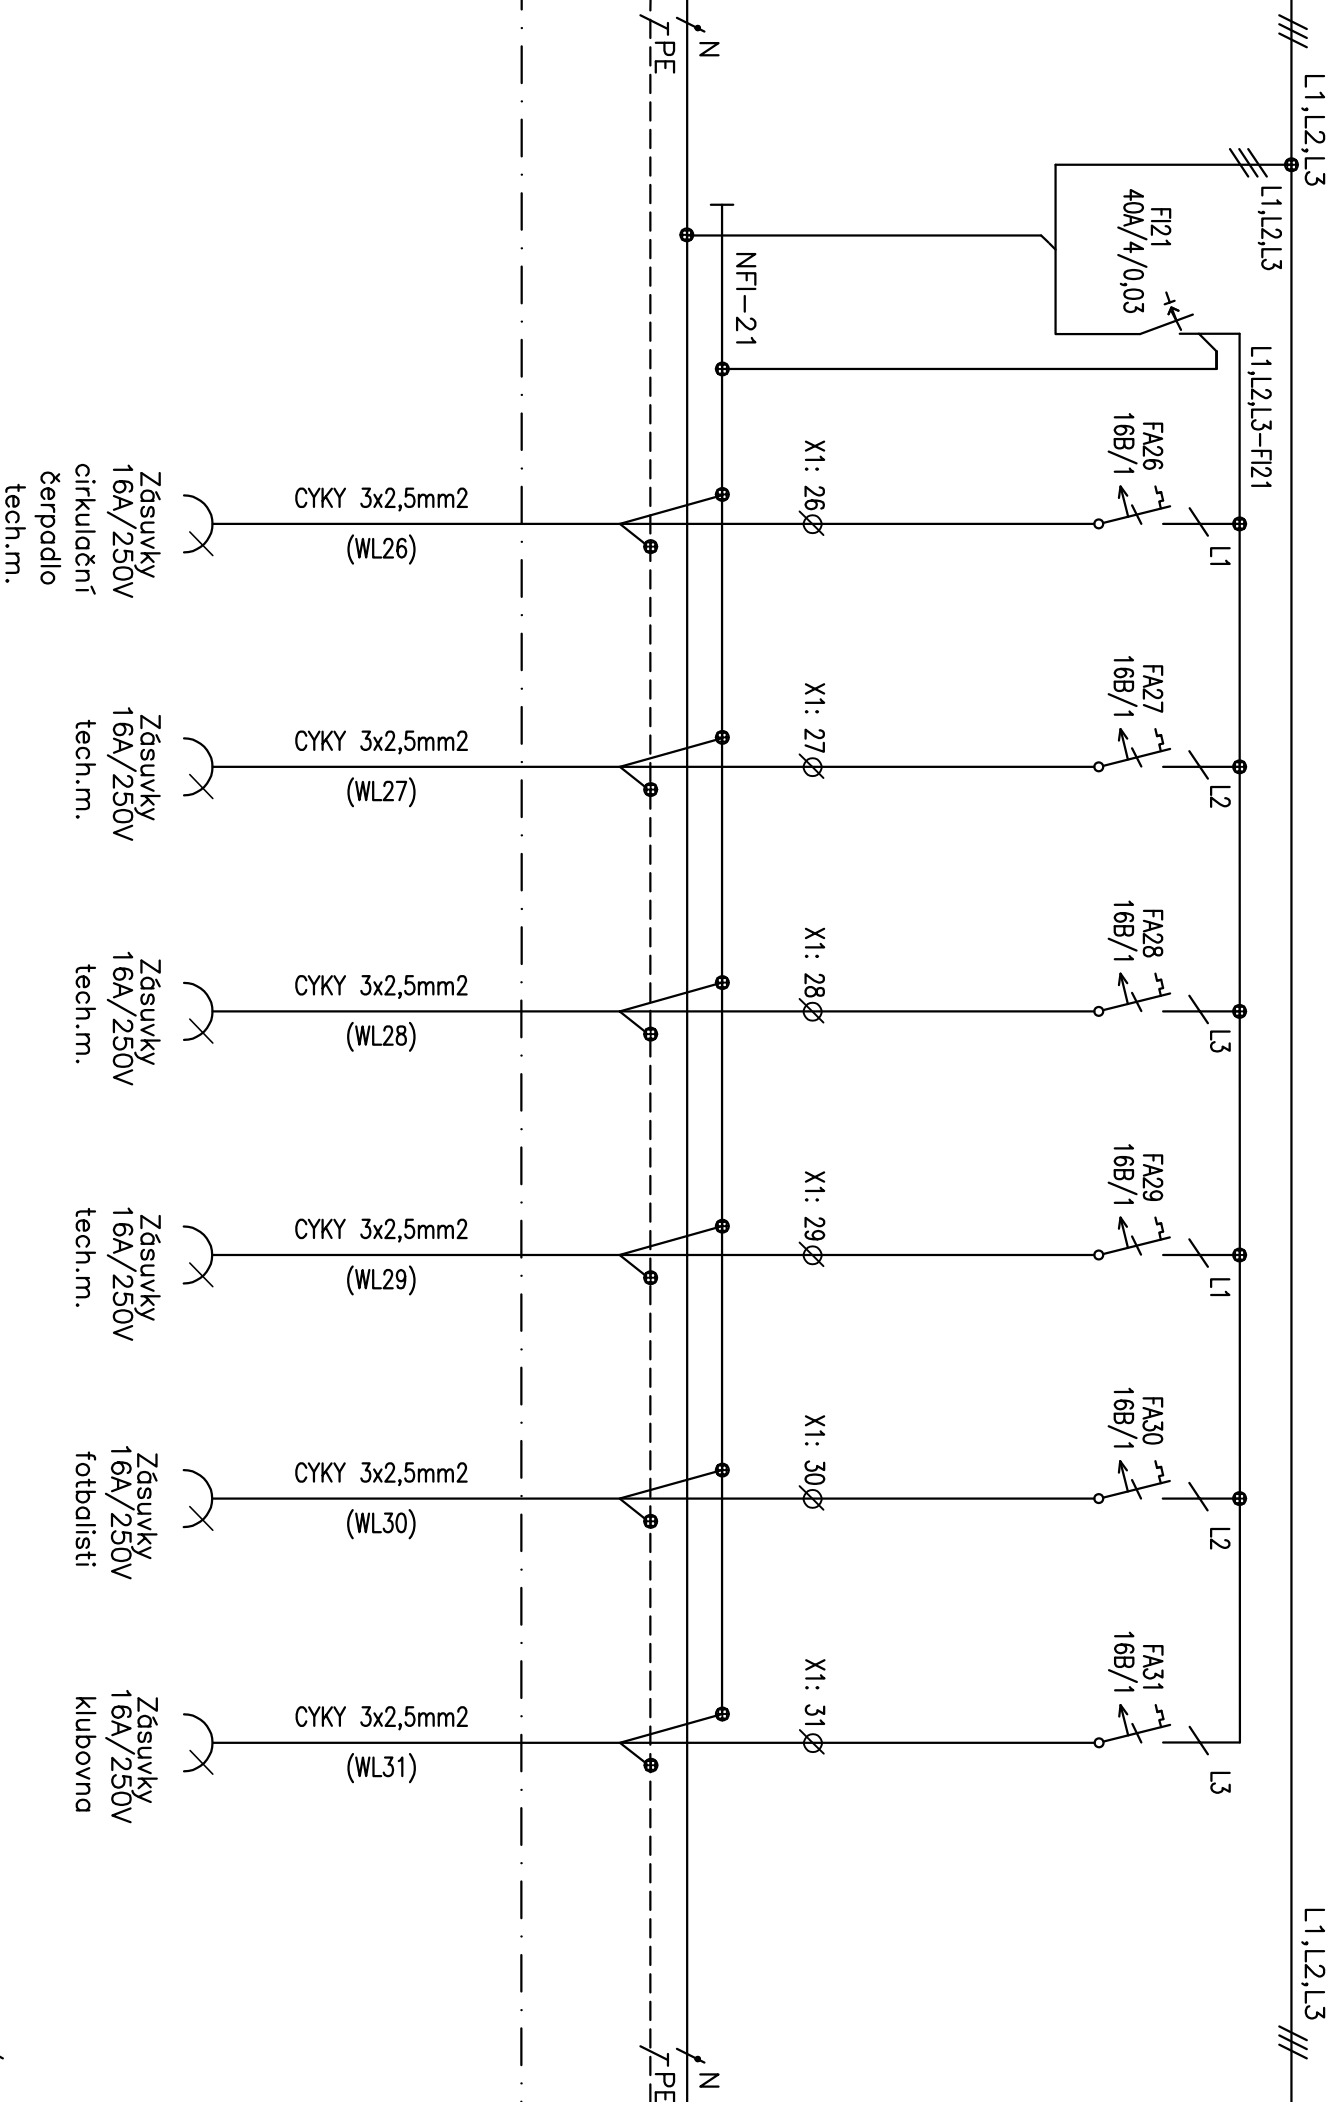 L1,L2,L3
L1,L2,L3
FI21
40A/4/0,03
L1,L2,L3-FI21
NFI-21
N
PE
FA26
16B/1
L1
X1: 26
CYKY 3x2,5mm2
(WL26)
Zásuvky
16A/250V
cirkulační
čerpadlo
tech.m.
FA27
16B/1
L2
X1: 27
CYKY 3x2,5mm2
(WL27)
Zásuvky
16A/250V
tech.m.
FA28
16B/1
L3
X1: 28
CYKY 3x2,5mm2
(WL28)
Zásuvky
16A/250V
tech.m.
FA29
16B/1
L1
X1: 29
CYKY 3x2,5mm2
(WL29)
Zásuvky
16A/250V
tech.m.
FA30
16B/1
L2
X1: 30
CYKY 3x2,5mm2
(WL30)
Zásuvky
16A/250V
fotbalisti
FA31
16B/1
L3
X1: 31
CYKY 3x2,5mm2
(WL31)
Zásuvky
16A/250V
klubovna
L1,L2,L3
N
PE